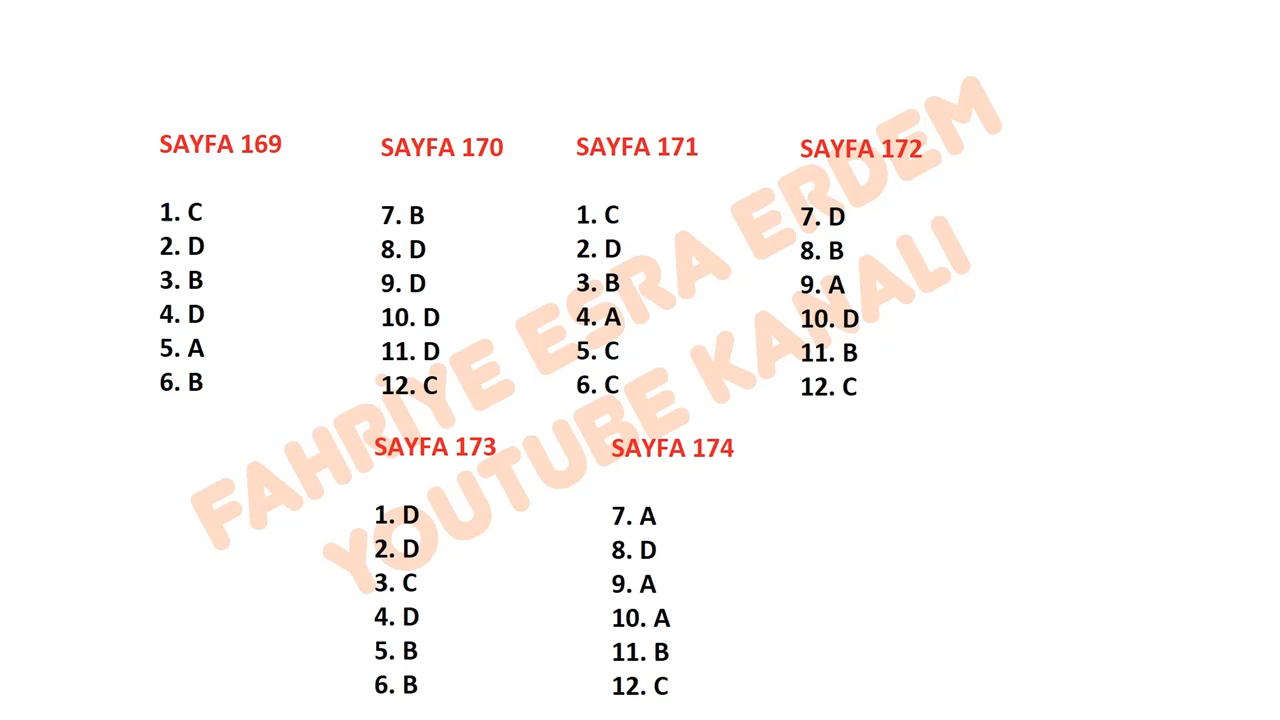 SAYFA 169
1. C
2. D
3. B
4. D
5. A
6. B
SAYFA 170
7. B
8. D
9. D
10. D
11. D
12. C
SAYFA 171
1. C
2. D
3. B
4. A
5. C
6. C
SAYFA 172
7. D
8. B
9. A
10. D
11. B
12. C
SAYFA 173
1. D
2. D
3. C
4. D
5. B
6. B
SAYFA 174
7. A
8. D
9. A
10. A
11. B
12. C
FAHRİYE ESRA ERDEM
YOUTUBE KANALI